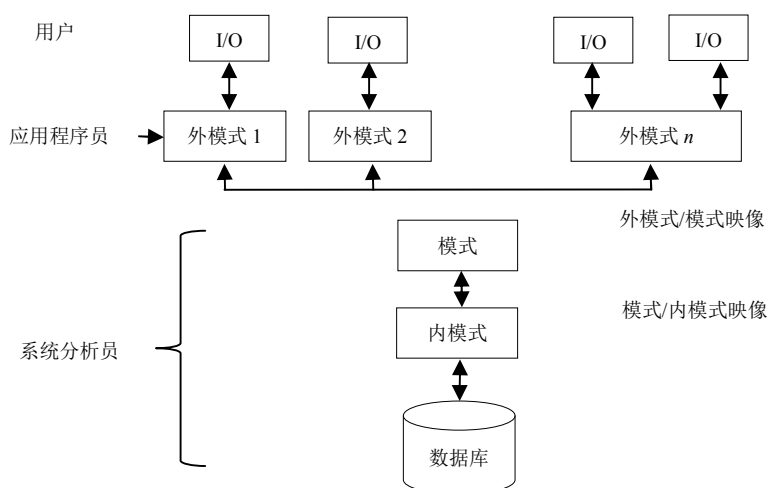 用户
I/O
I/O
I/O
I/O
应用程序员
外模式 1
外模式 2
外模式 n
外模式/模式映像
模式
模式/内模式映像
内模式
系统分析员
数据库